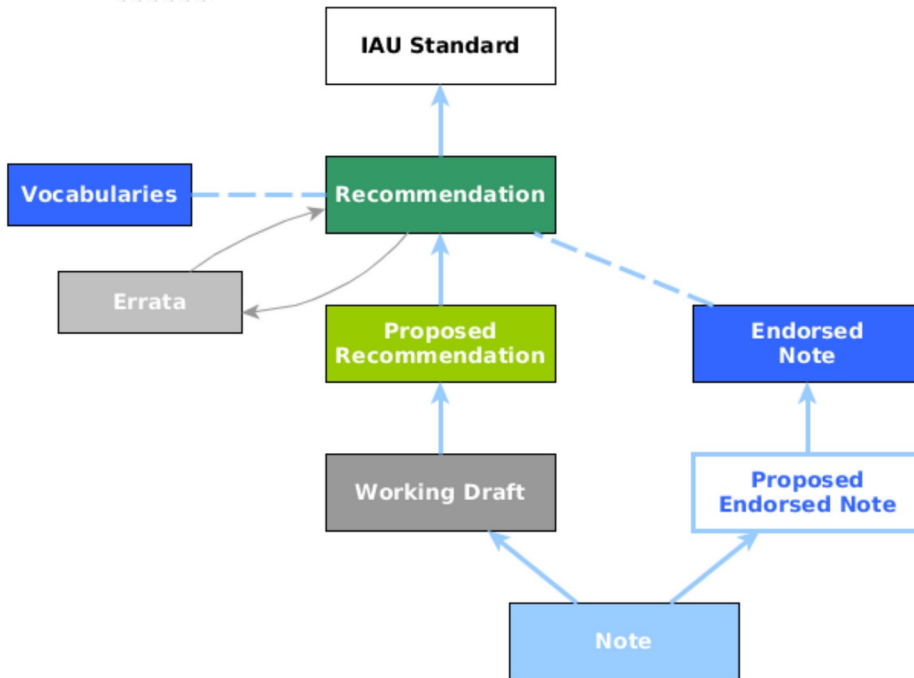 IAU Standard
Vocabularies
Recommendation
Errata
Proposed
Recommendation
Endorsed
Note
Working Draft
Proposed
Endorsed Note
Note